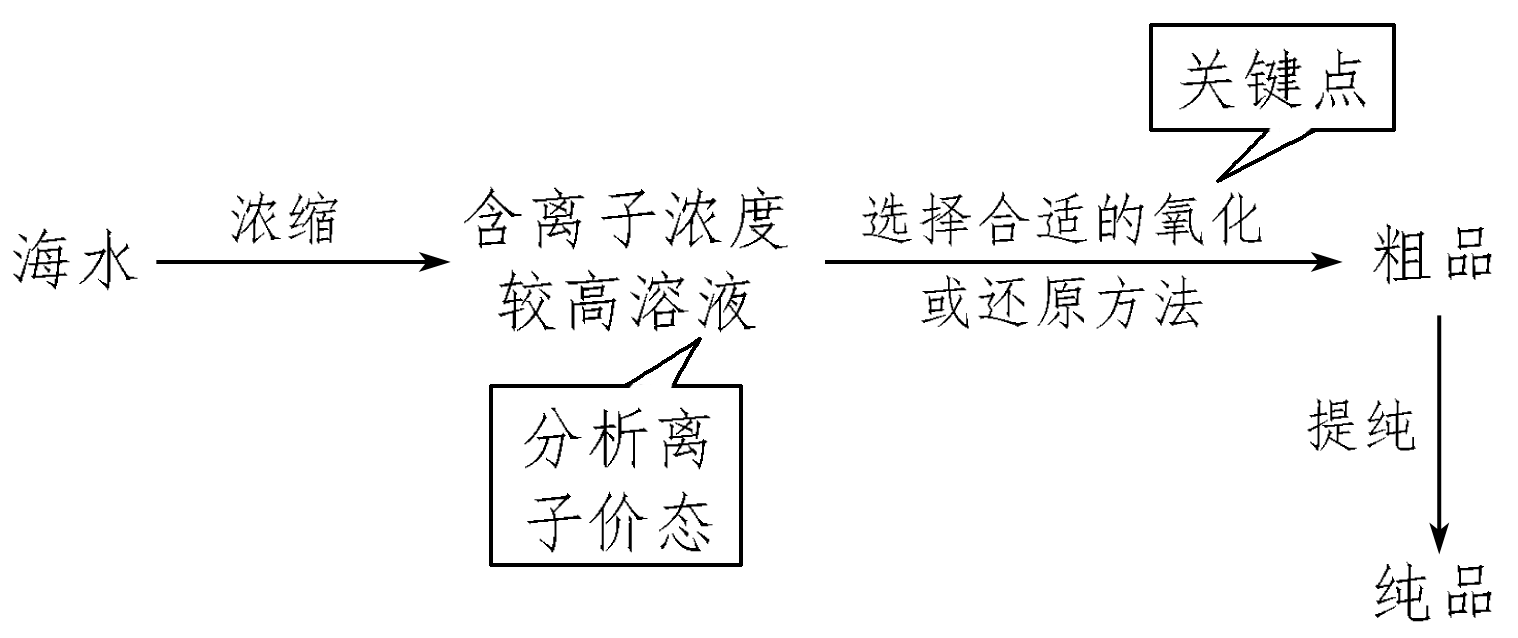 关键点
海水
浓缩
含离子浓度
较高溶液
选择合适的氧化
或还原方法
粗品
分析离
子价态
提纯
纯品